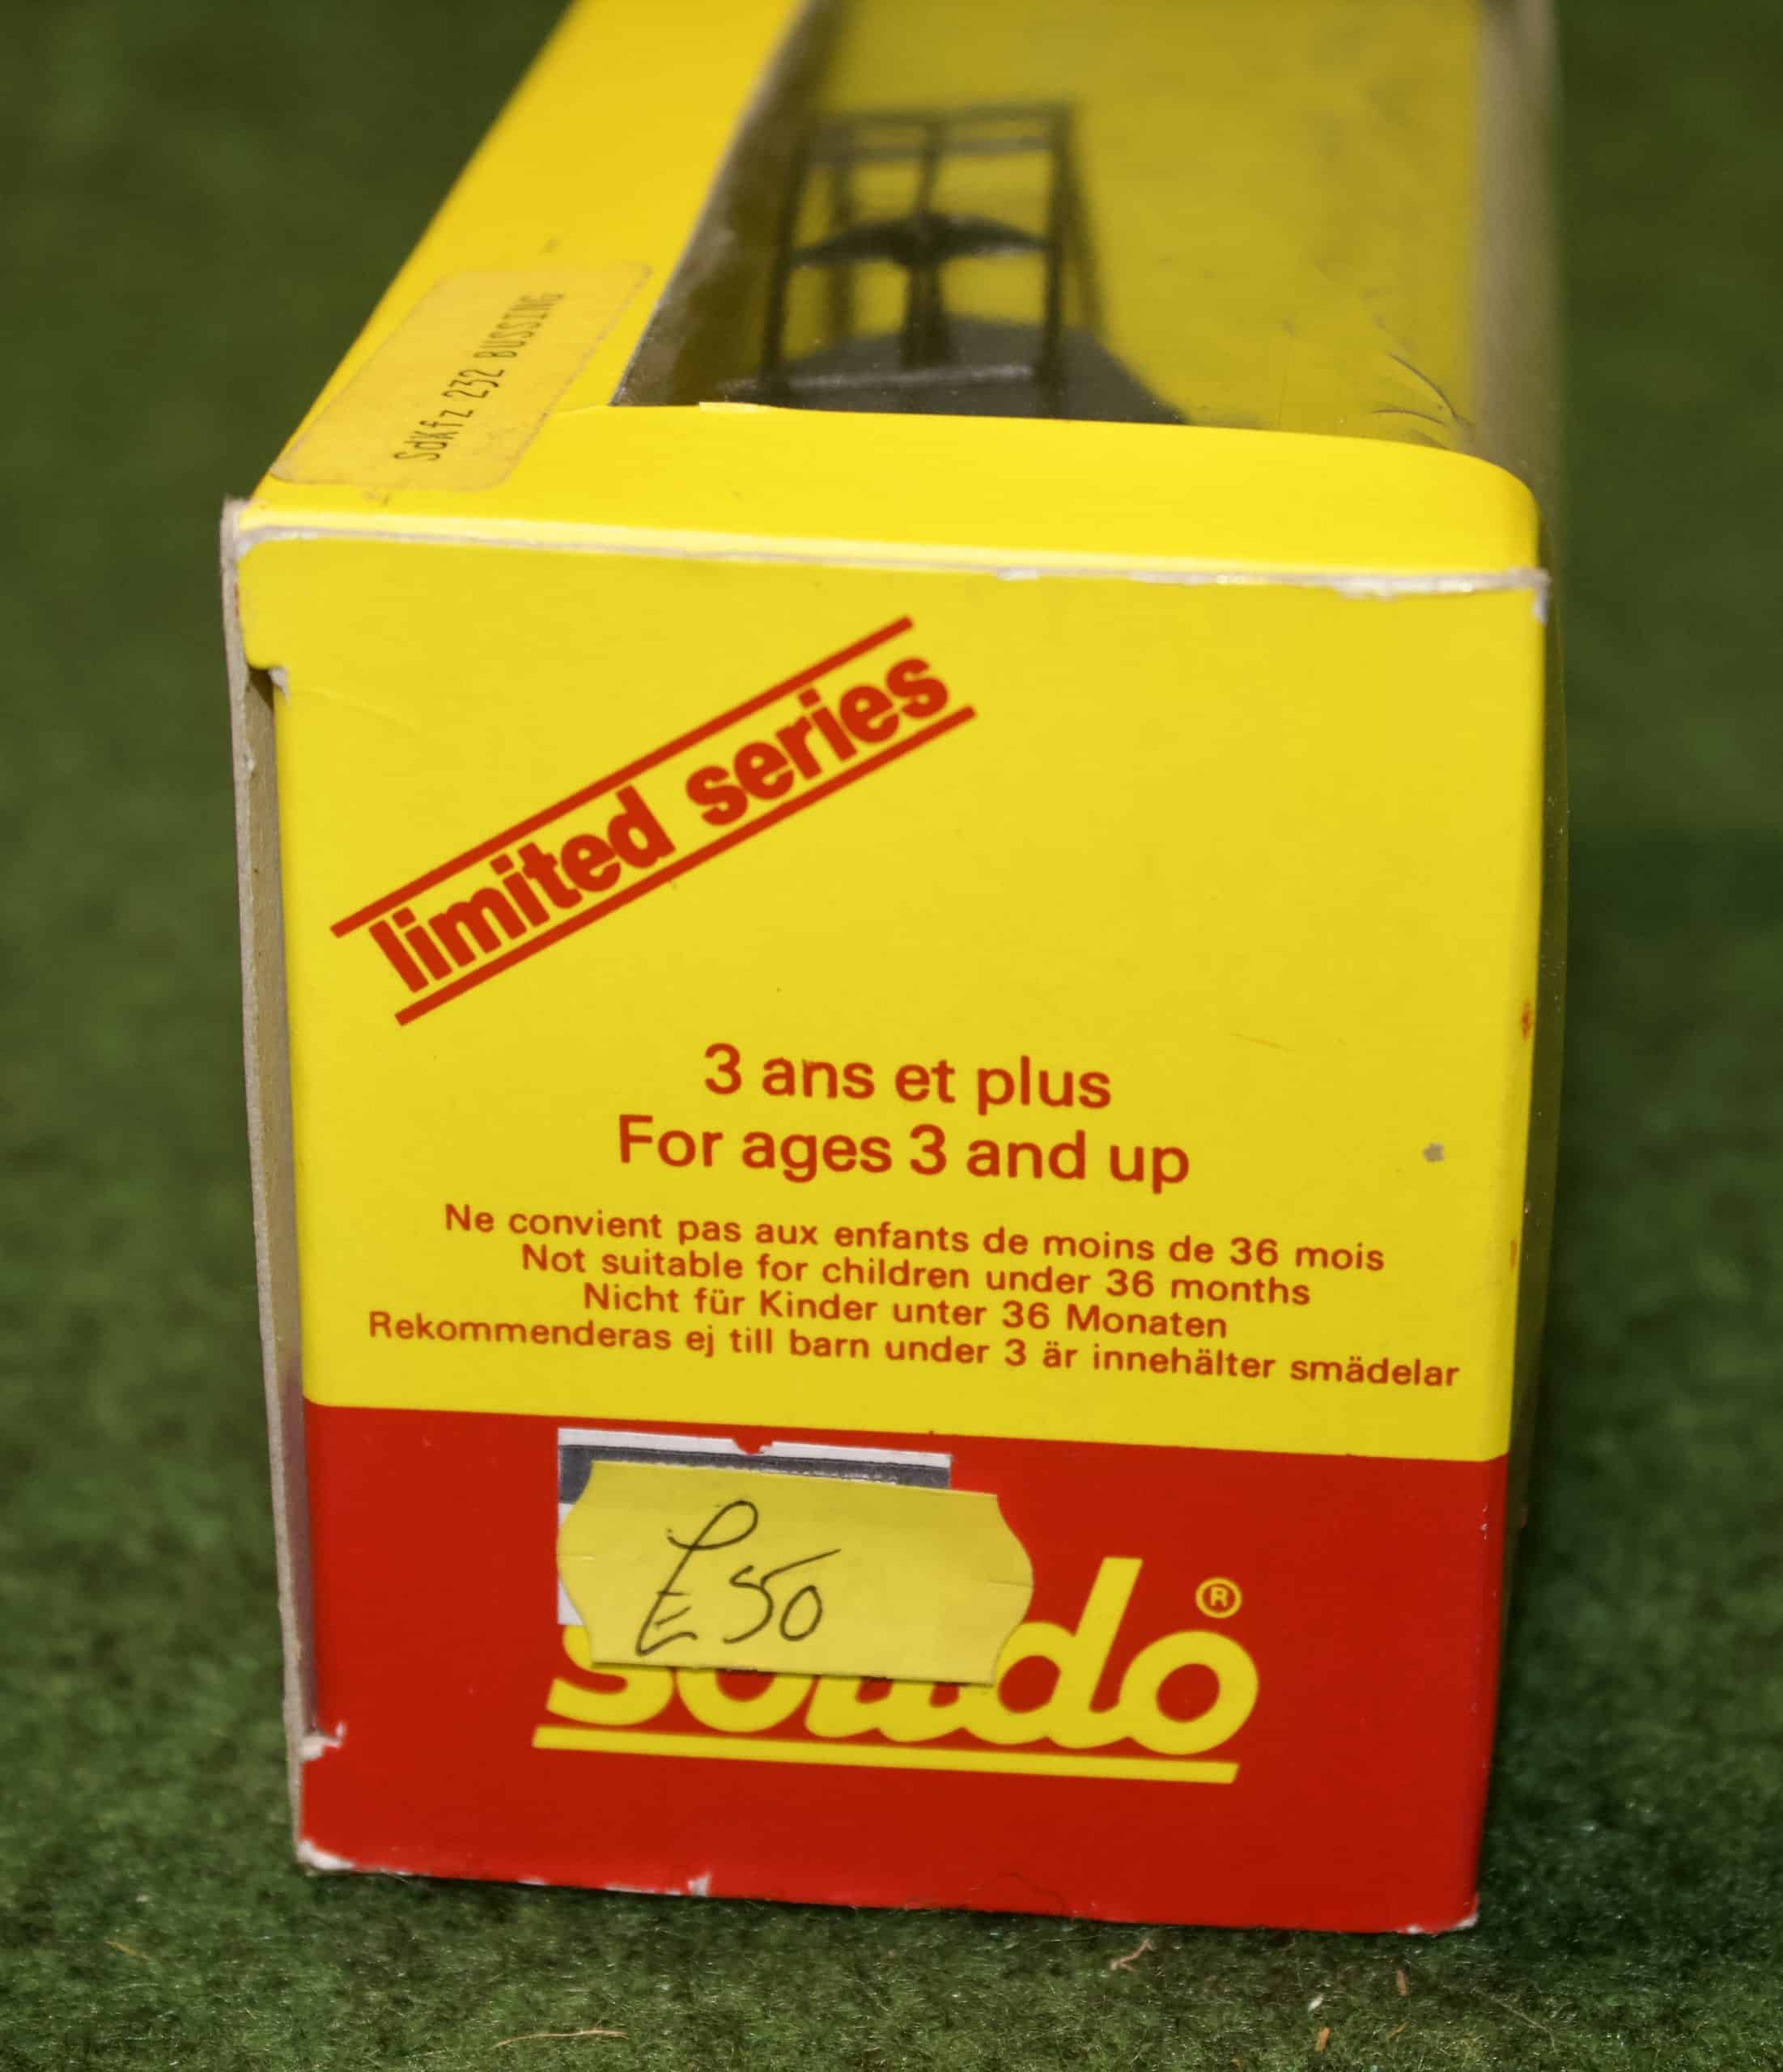 SdKfz 232 BUSSING
limited series
3 ans et plus
For ages 3 and up
Ne convient pas aux enfants de moins de 36 mois
Not suitable for children under 36 months
Nicht für Kinder unter 36 Monaten
Rekommenderas ej till barn under 3 är innehälter smädelar
£50
solido ®